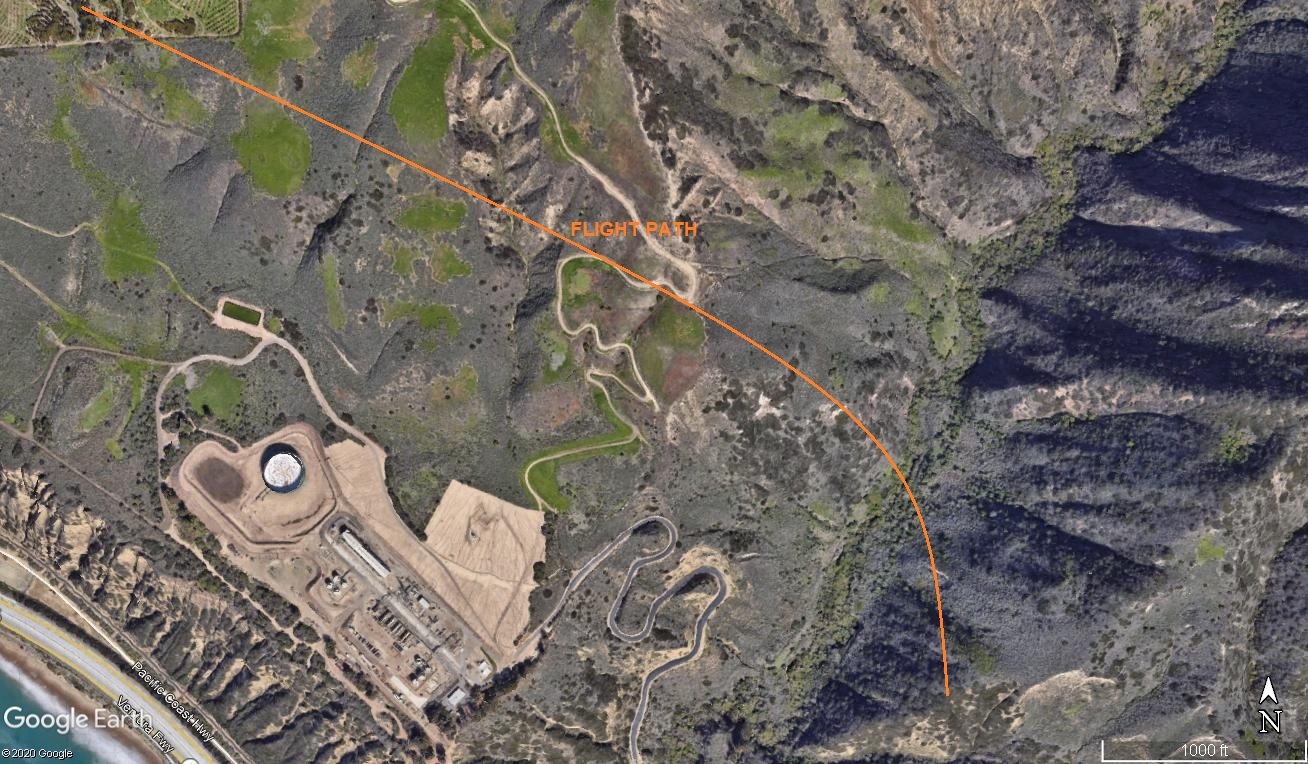 FLIGHT PATH
Pacific Coast Hwy
Ventura Fwy
Google Earth
©2020 Google
N
1000 ft